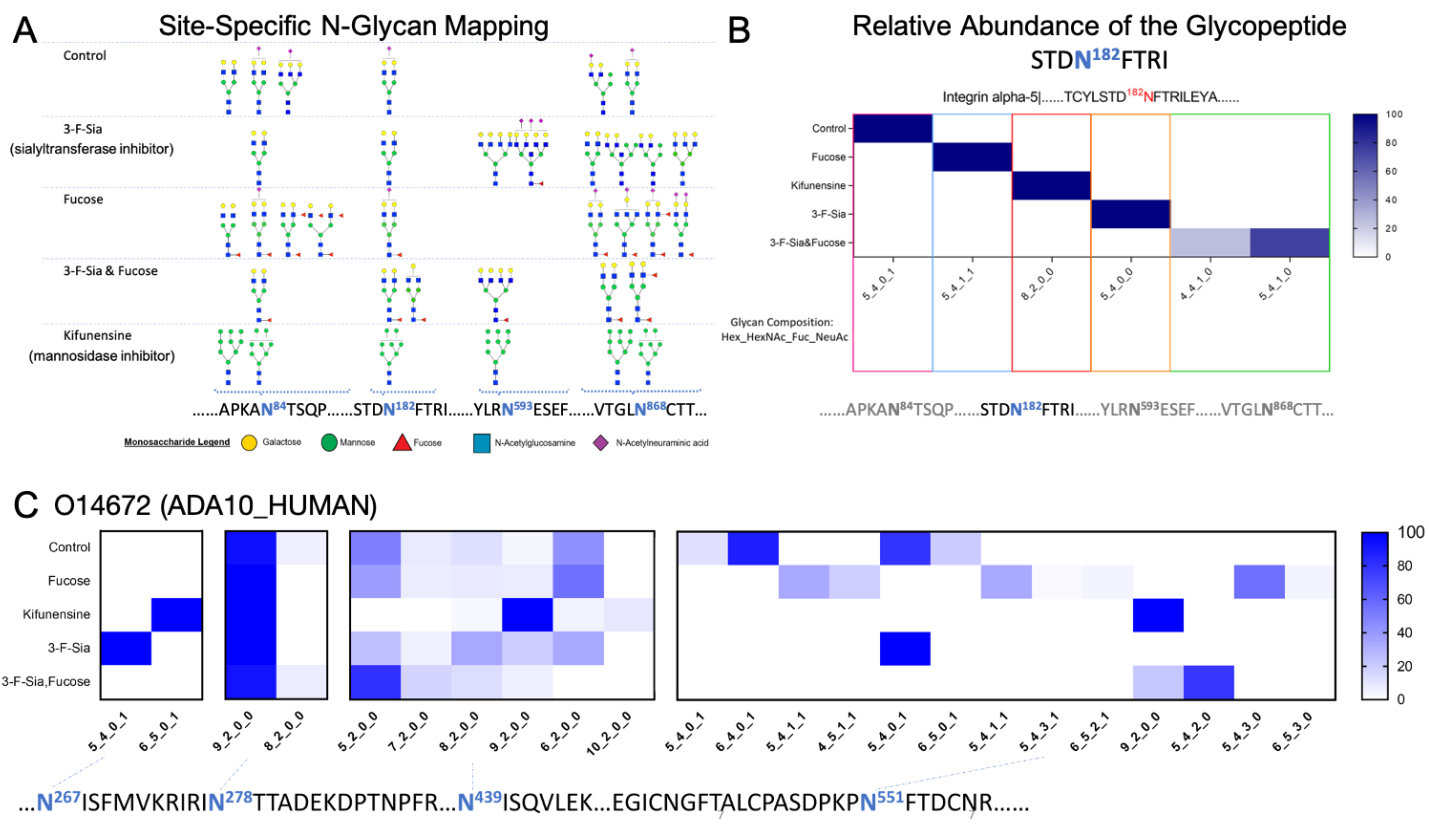 A
Site-Specific N-Glycan Mapping
Control
3-F-Sia
(sialyltransferase inhibitor)
Fucose
3-F-Sia & Fucose
Kifunensine
(mannosidase inhibitor)
......APKAN84TSQP......STDN182FTRI......YLRN593ESEF......VTGLN868CTT...
Monosaccharide Legend
Galactose
Mannose
Fucose
N-Acetylglucosamine
N-Acetylneuraminic acid
B
Relative Abundance of the Glycopeptide
STDN182FTRI
Integrin alpha-5|......TCYLSTD182NFTRILEYA......
Control
Fucose
Kifunensine
3-F-Sia
3-F-Sia&Fucose
100
80
60
40
20
0
5_4_0_1
5_4_1_1
8_2_0_0
5_4_0_0
4_4_1_0
5_4_1_0
Glycan Composition:
Hex_HexNAc_Fuc_NeuAc
......APKAN84TSQP......STDN182FTRI......YLRN593ESEF......VTGLN868CTT...
C
O14672 (ADA10_HUMAN)
Control
Fucose
Kifunensine
3-F-Sia
3-F-Sia,Fucose
100
80
60
40
20
0
5_4_0_1
6_5_0_1
9_2_0_0
8_2_0_0
5_2_0_0
7_2_0_0
8_2_0_0
9_2_0_0
6_2_0_0
10_2_0_0
5_4_0_1
6_4_0_1
5_4_1_1
4_5_1_1
5_4_0_1
6_5_0_1
5_4_1_1
5_4_3_1
6_5_2_1
9_2_0_0
5_4_2_0
5_4_3_0
6_5_3_0
...N267ISFMVKRIRIN278TTADEKDPTNPFR...N439ISQVLEK...EGICNGFTALCPASDPKPN551FTDCNR......